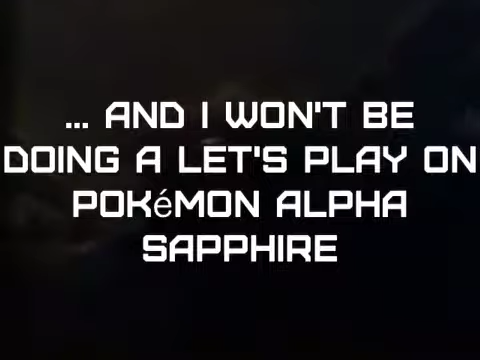 ... AND I WON'T BE
DOING A LET'S PLAY ON
POKéMON ALPHA
SAPPHIRE